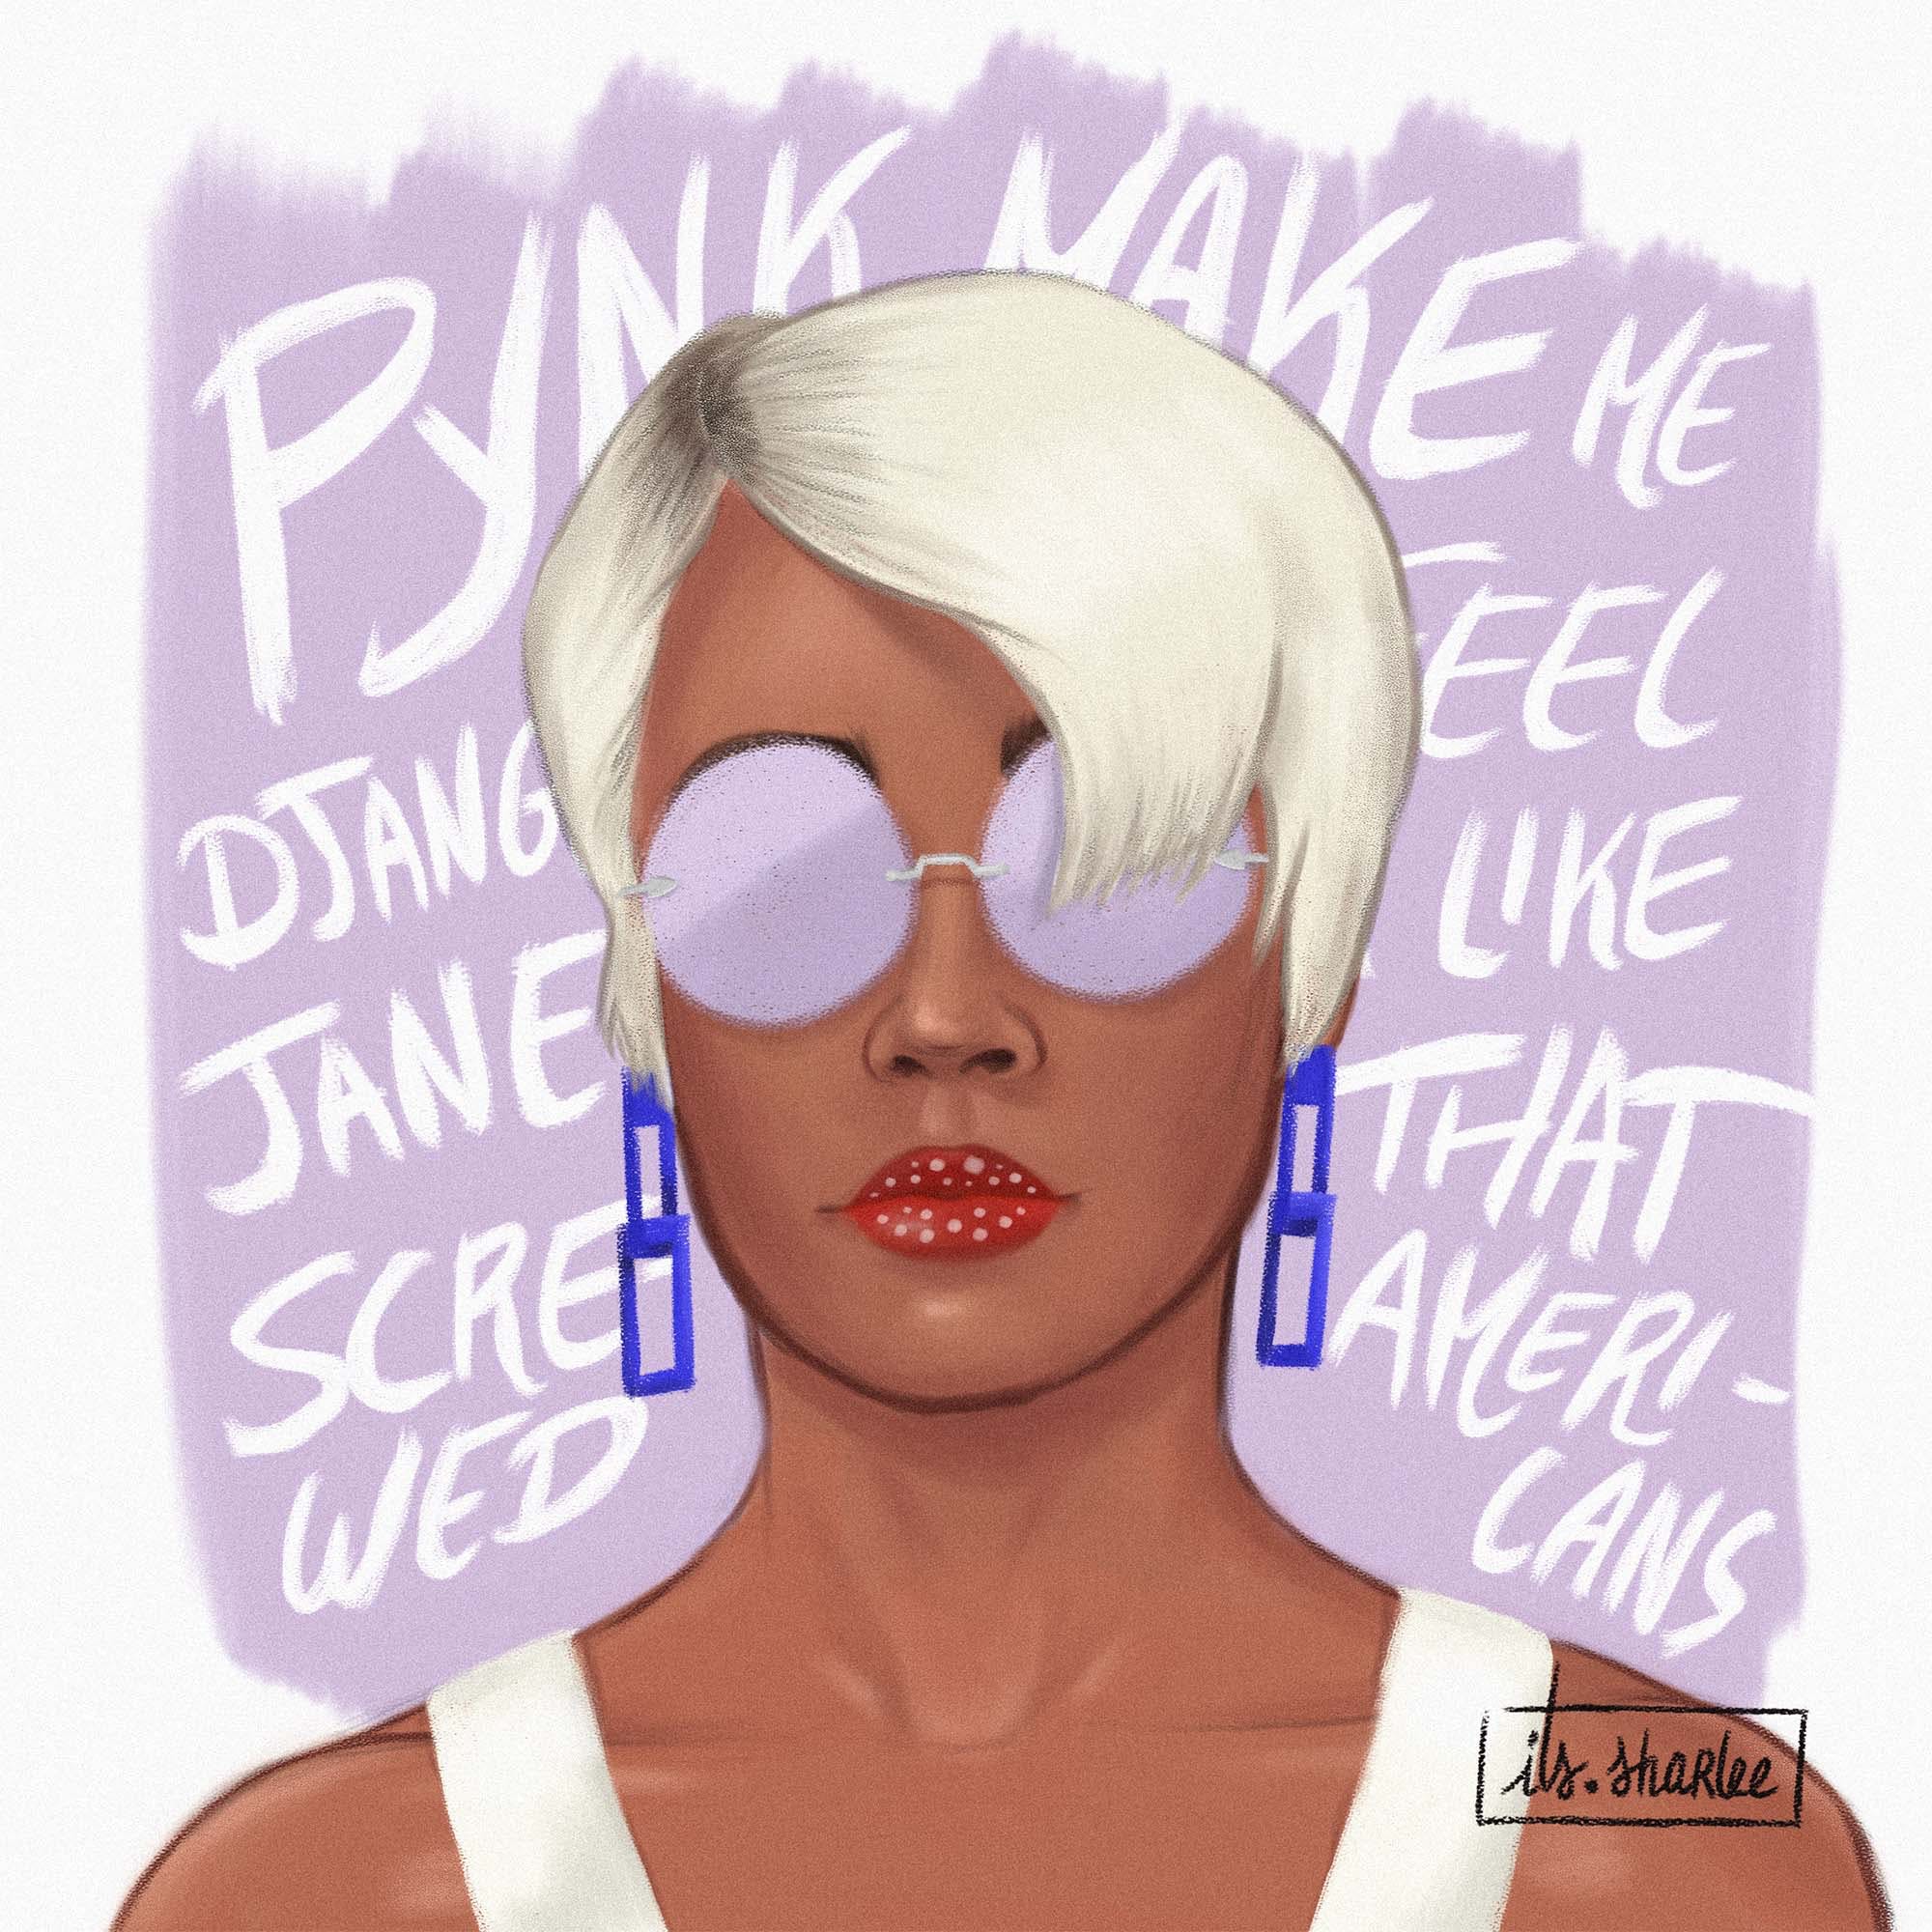 PYNK MAKE ME
FEEL
DJANG
LIKE
JANE
THAT
SCRE-
AMERI-
WED
CANS
its.sharlee